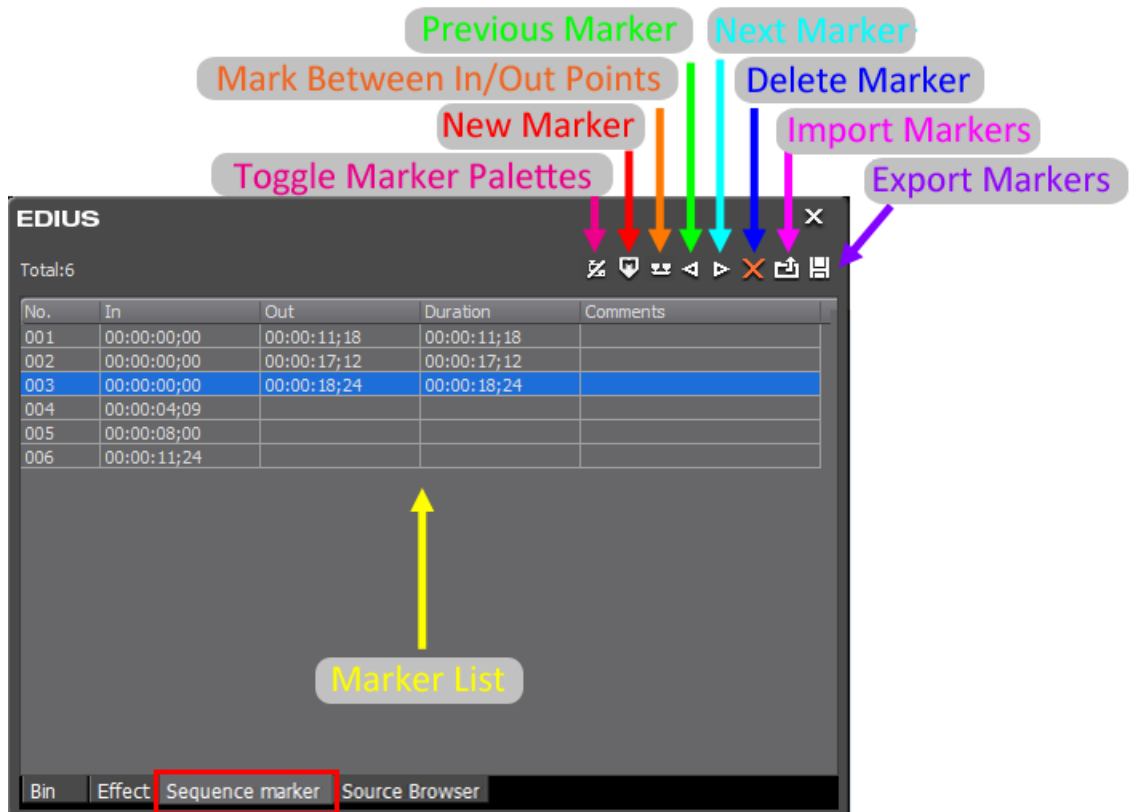 Previous Marker
Next Marker
Mark Between In/Out Points
Delete Marker
New Marker
Import Markers
Toggle Marker Palettes
Export Markers
EDIUS
Total:6
No. In Out Duration Comments
001 00:00:00;00 00:00:11;18 00:00:11;18
002 00:00:00;00 00:00:17;12 00:00:17;12
003 00:00:00;00 00:00:18;24 00:00:18;24
004 00:00:04;09
005 00:00:08;00
006 00:00:11;24
Marker List
Bin Effect Sequence marker Source Browser